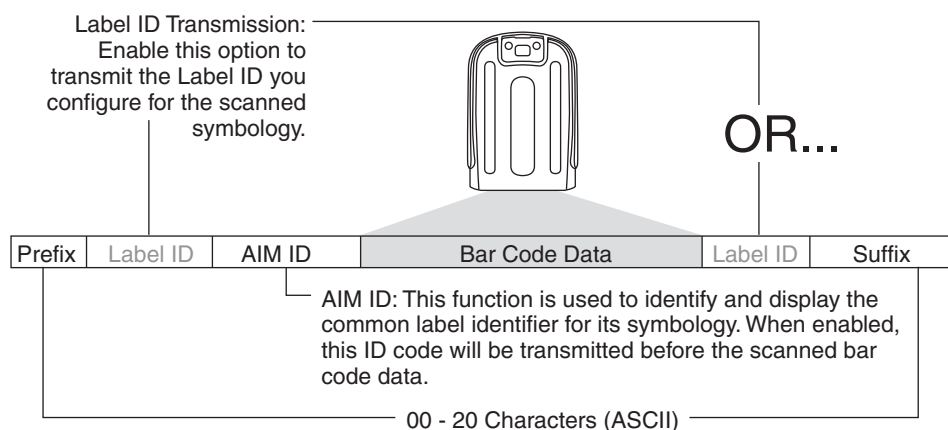 Label ID Transmission:
Enable this option to
transmit the Label ID you
configure for the scanned
symbology.
OR...
Prefix Label ID AIM ID Bar Code Data Label ID Suffix
AIM ID: This function is used to identify and display the
common label identifier for its symbology. When enabled,
this ID code will be transmitted before the scanned bar
code data.
00 - 20 Characters (ASCII)